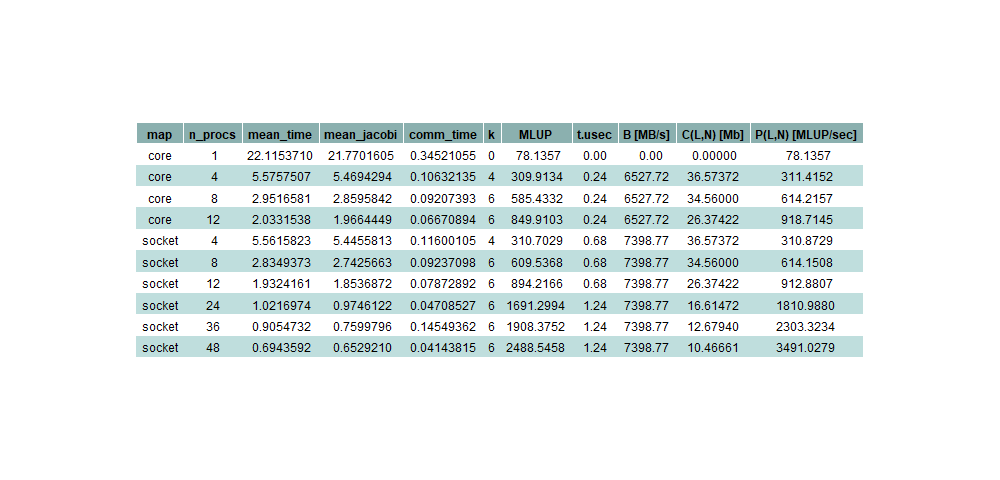 map n_procs mean_time mean_jacobi comm_time k MLUP t.usec B [MB/s] C(L,N) [Mb] P(L,N) [MLUP/sec]
core 1 22.1153710 21.7701605 0.34521055 0 78.1357 0.00 0.00 0.00000 78.1357
core 4 5.5757507 5.4694294 0.10632135 4 309.9134 0.24 6527.72 36.57372 311.4152
core 8 2.9516581 2.8595842 0.09207393 6 585.4332 0.24 6527.72 34.56000 614.2157
core 12 2.0331538 1.9664449 0.06670894 6 849.9103 0.24 6527.72 26.37422 918.7145
socket 4 5.5615823 5.4455813 0.11600105 4 310.7029 0.68 7398.77 36.57372 310.8729
socket 8 2.8349373 2.7425663 0.09237098 6 609.5368 0.68 7398.77 34.56000 614.1508
socket 12 1.9324161 1.8536872 0.07872892 6 894.2166 0.68 7398.77 26.37422 912.8807
socket 24 1.0216974 0.9746122 0.04708527 6 1691.2994 1.24 7398.77 16.61472 1810.9880
socket 36 0.9054732 0.7599796 0.14549362 6 1908.3752 1.24 7398.77 12.67940 2303.3234
socket 48 0.6943592 0.6529210 0.04143815 6 2488.5458 1.24 7398.77 10.46661 3491.0279